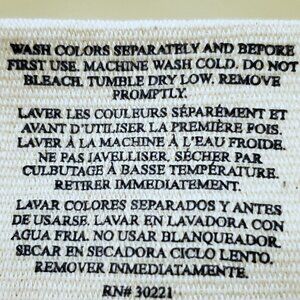 WASH COLORS SEPARATELY AND BEFORE
FIRST USE. MACHINE WASH COLD. DO NOT
BLEACH. TUMBLE DRY LOW. REMOVE
PROMPTLY.
LAVER LES COULEURS SÉPARÉMENT ET
AVANT D'UTILISER LA PREMIÈRE FOIS.
LAVER À LA MACHINE À L'EAU FROIDE.
NE PAS JAVELLISER. SÉCHER PAR
CULBUTAGE À BASSE TEMPÉRATURE.
RETIRER IMMEDIATEMENT.
LAVAR COLORES SEPARADOS Y ANTES
DE USARSE. LAVAR EN LAVADORA CON
AGUA FRIA. NO USAR BLANQUEADOR.
SECAR EN SECADORA CICLO LENTO.
REMOVER INMEDIATAMENTE.
RN# 30221